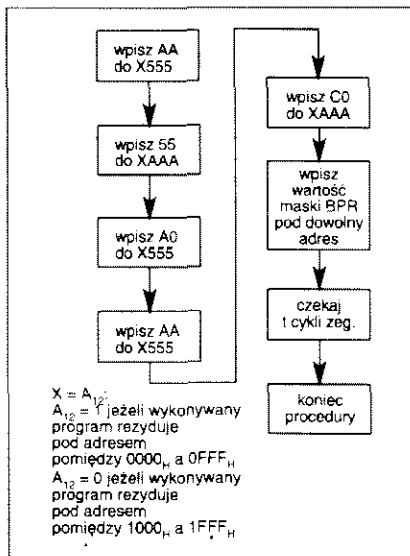 wpisz AA
do X555
wpisz 55
do XAAA
wpisz A0
do X555
wpisz AA
do X555
wpisz C0
do XAAA
wpisz
wartość
maski BPR
pod dowolny
adres
czekaj
t cykli zeg.
koniec
procedury
X = A₁₂:
A₁₂ = 1 jeżeli wykonywany
program rezyduje
pod adresem
pomiędzy 0000H a 0FFFH
A₁₂ = 0 jeżeli wykonywany
program rezyduje
pod adresem
pomiędzy 1000H a 1FFFH